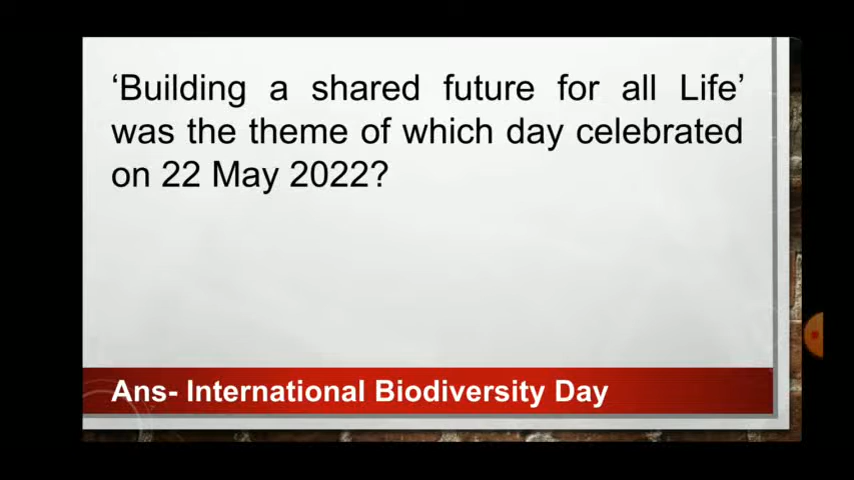 ‘Building a shared future for all Life’
was the theme of which day celebrated
on 22 May 2022?
Ans- International Biodiversity Day